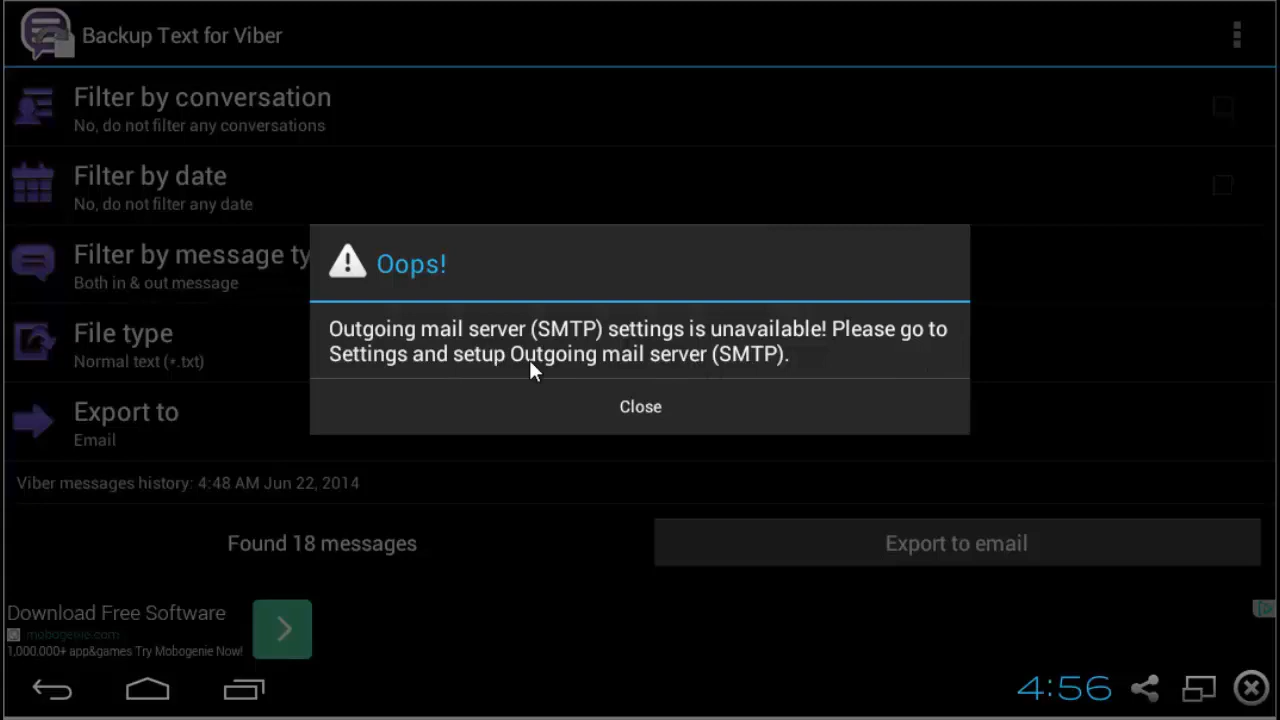 Backup Text for Viber
Filter by conversation
No, do not filter any conversations
Filter by date
No, do not filter any date
Filter by message ty
Both in & out message
File type
Normal text (*.txt)
Export to
Email
Oops!
Outgoing mail server (SMTP) settings is unavailable! Please go to
Settings and setup Outgoing mail server (SMTP).
Close
Viber messages history: 4:48 AM Jun 22, 2014
Found 18 messages
Export to email
Download Free Software
mobogenie.com
1,000.000+ app&games Try Mobogenie Now!
4:56